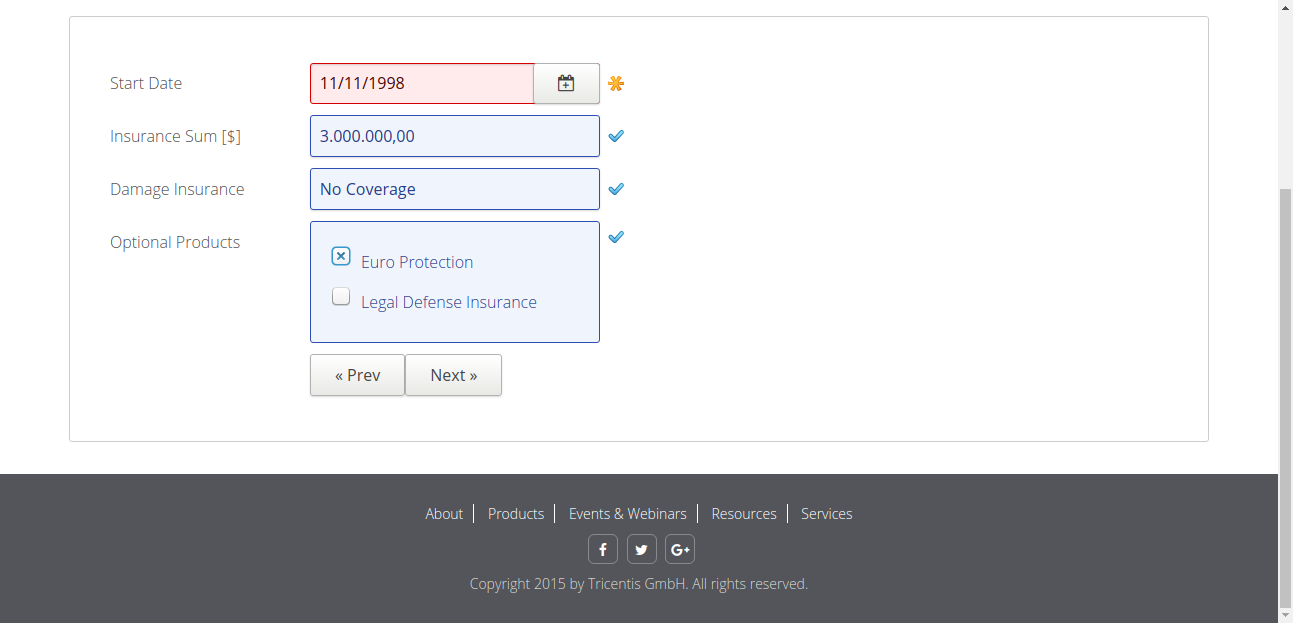 Start Date 11/11/1998
Insurance Sum [$] 3.000.000,00
Damage Insurance No Coverage
Optional Products
Euro Protection
Legal Defense Insurance
« Prev Next »
About Products Events & Webinars Resources Services
G+
Copyright 2015 by Tricentis GmbH. All rights reserved.